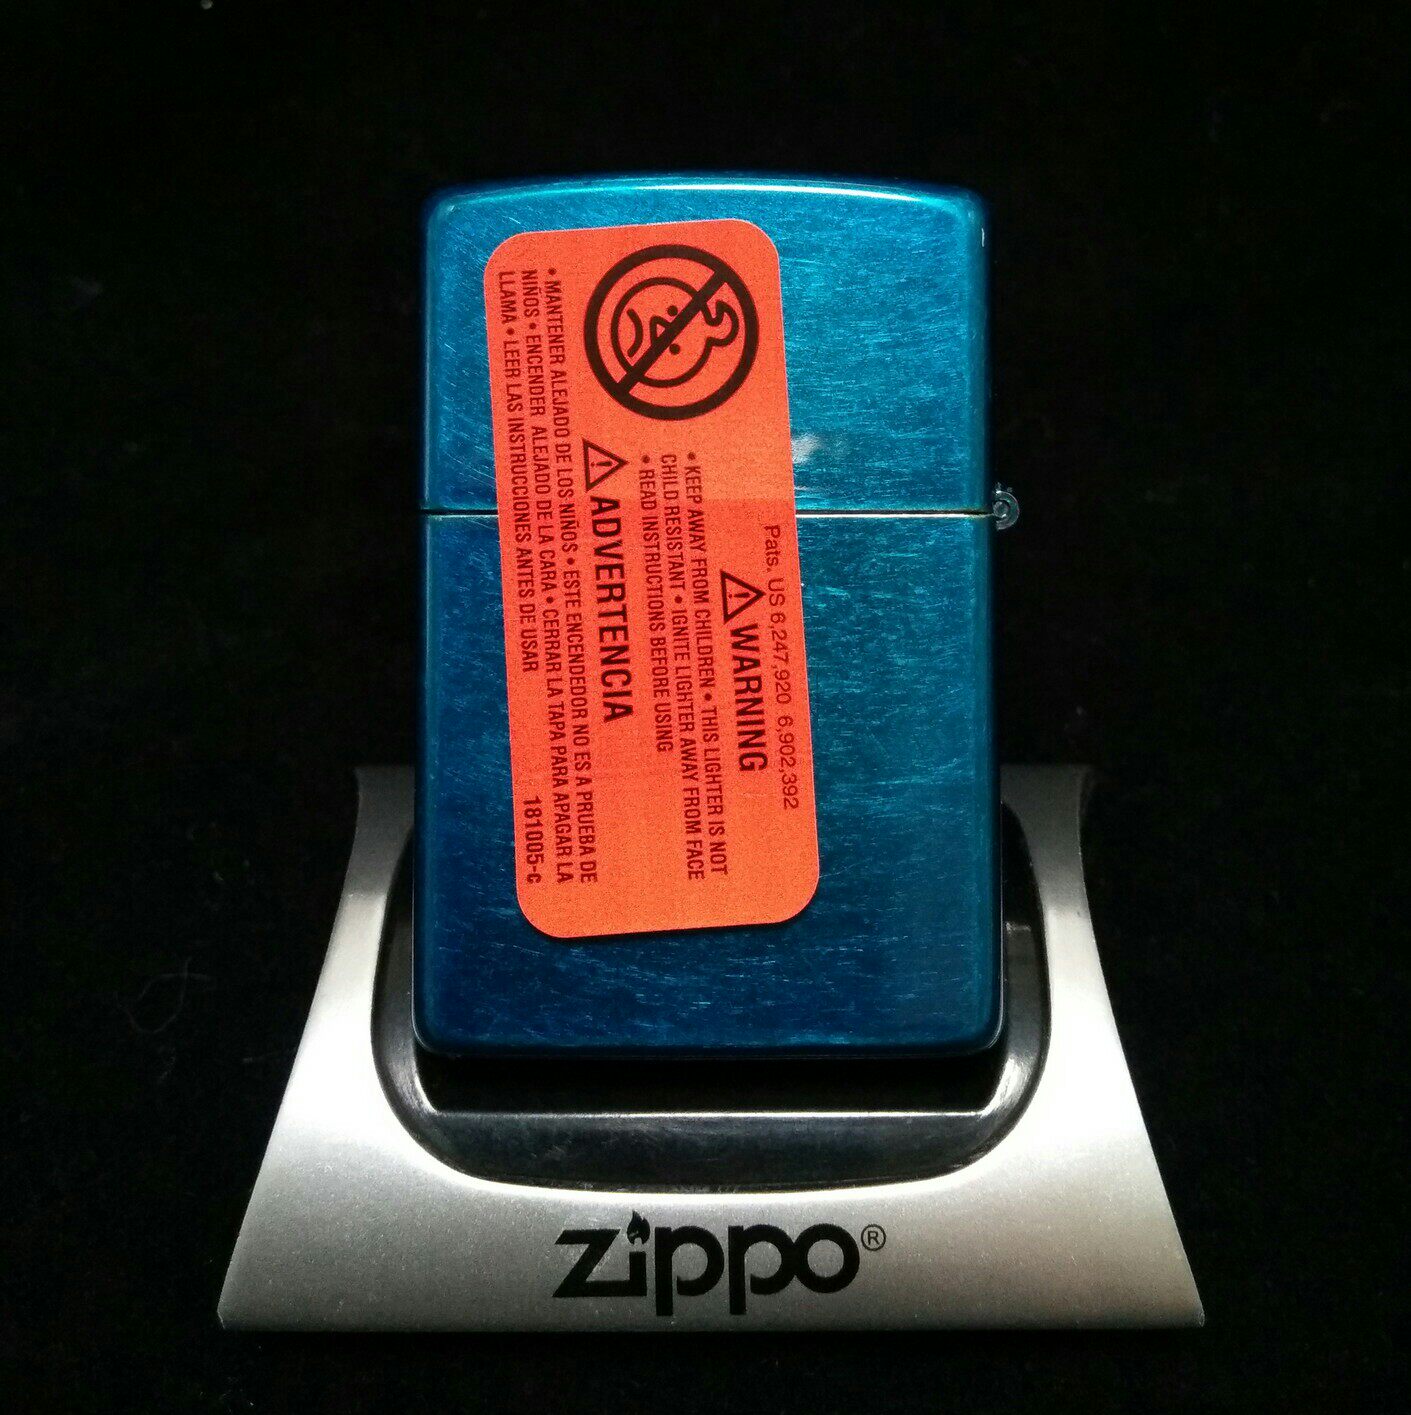 Pats. US 6,247,920 6,902,392
⚠WARNING
• KEEP AWAY FROM CHILDREN • THIS LIGHTER IS NOT
CHILD RESISTANT • IGNITE LIGHTER AWAY FROM FACE
• READ INSTRUCTIONS BEFORE USING
⚠ADVERTENCIA
• MANTENER ALEJADO DE LOS NIÑOS • ESTE ENCENDEDOR NO ES A PRUEBA DE
NIÑOS • ENCENDER ALEJADO DE LA CARA • CERRAR LA TAPA PARA APAGAR LA
LLAMA • LEER LAS INSTRUCCIONES ANTES DE USAR 181005-c
zippo®